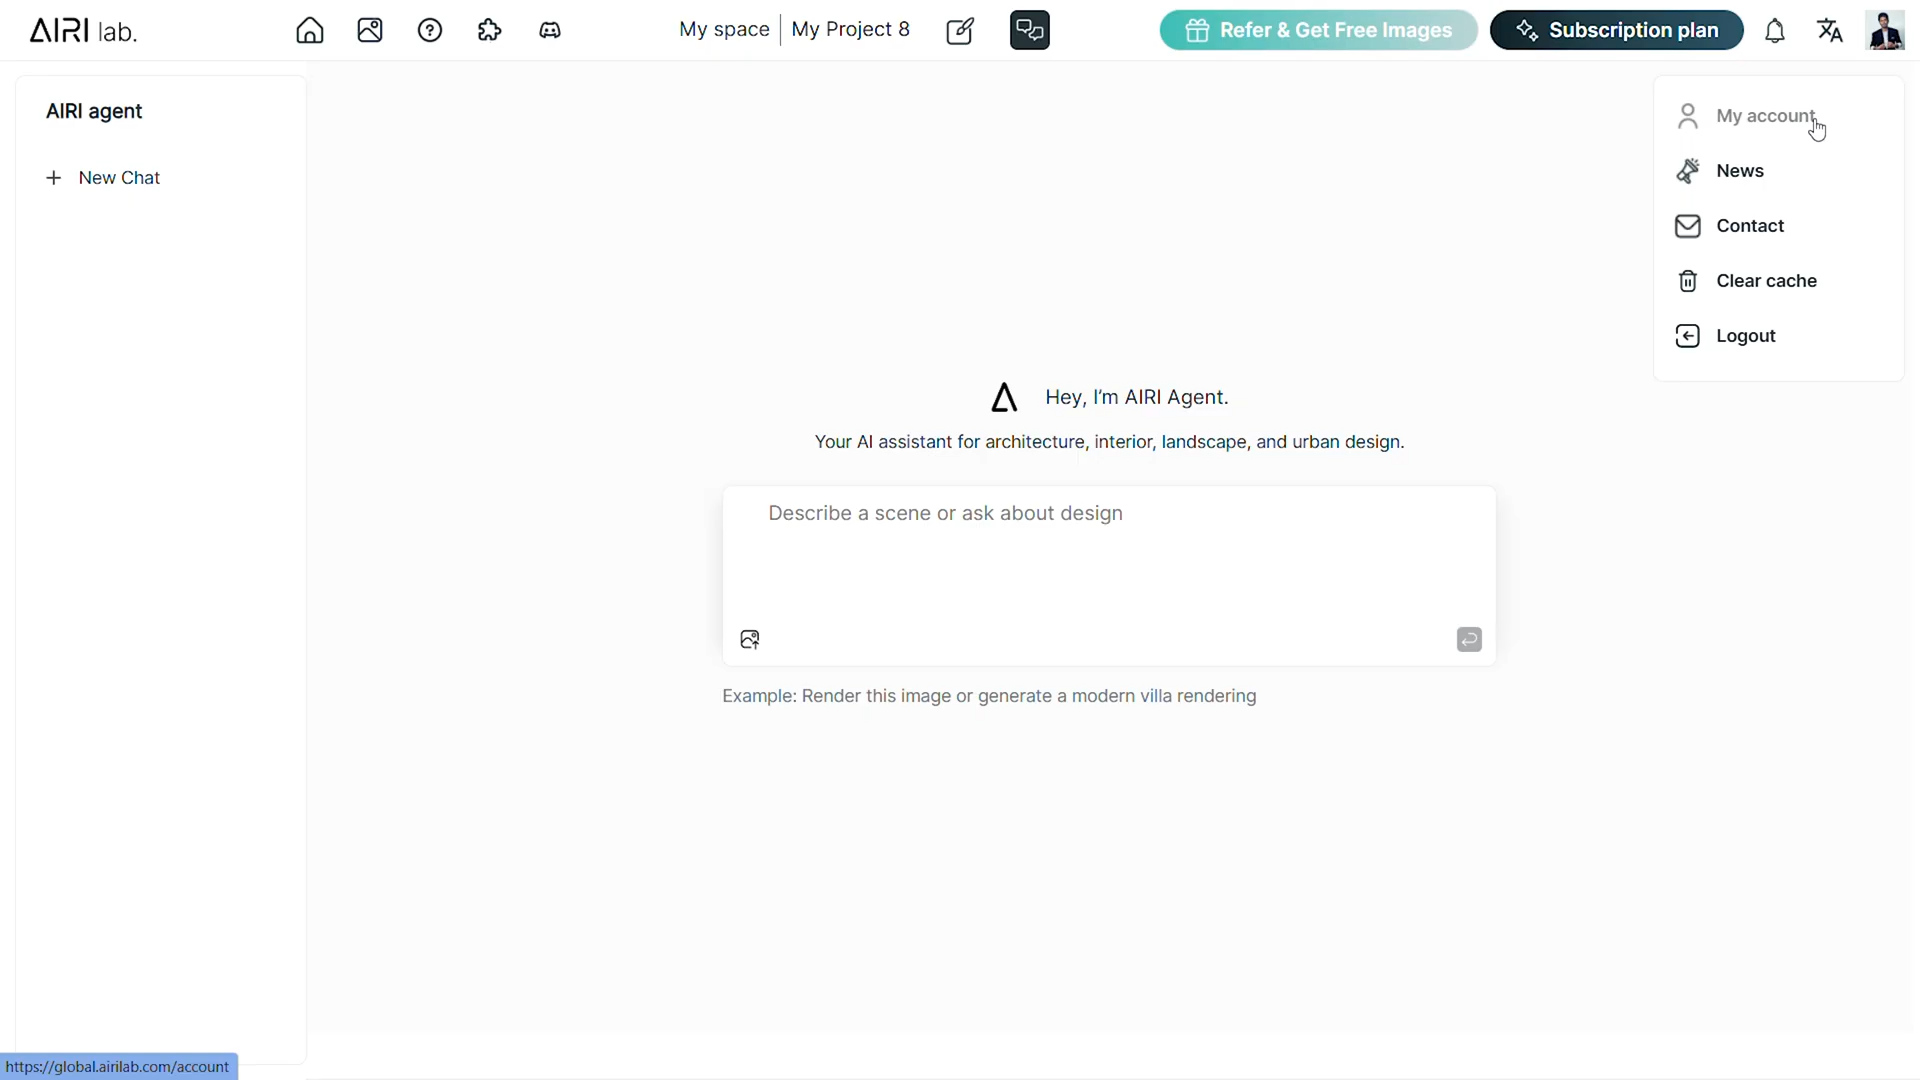 AIRI lab.
My space
My Project 8
Refer & Get Free Images
Subscription plan
AIRI agent
New Chat
My account
News
Contact
Clear cache
Logout
Hey, I'm AIRI Agent.
Your AI assistant for architecture, interior, landscape, and urban design.
Describe a scene or ask about design
Example: Render this image or generate a modern villa rendering
https://global.airilab.com/account